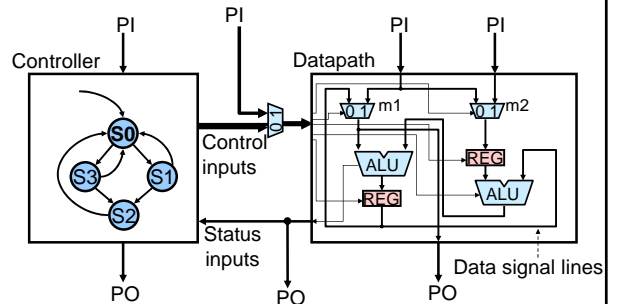 PI
PI
PI
PI
Controller
Datapath
0 1
m1
0 1
m2
0 1
S0
Control
inputs
ALU
REG
S3
S1
ALU
REG
S2
Status
inputs
Data signal lines
PO
PO
PO